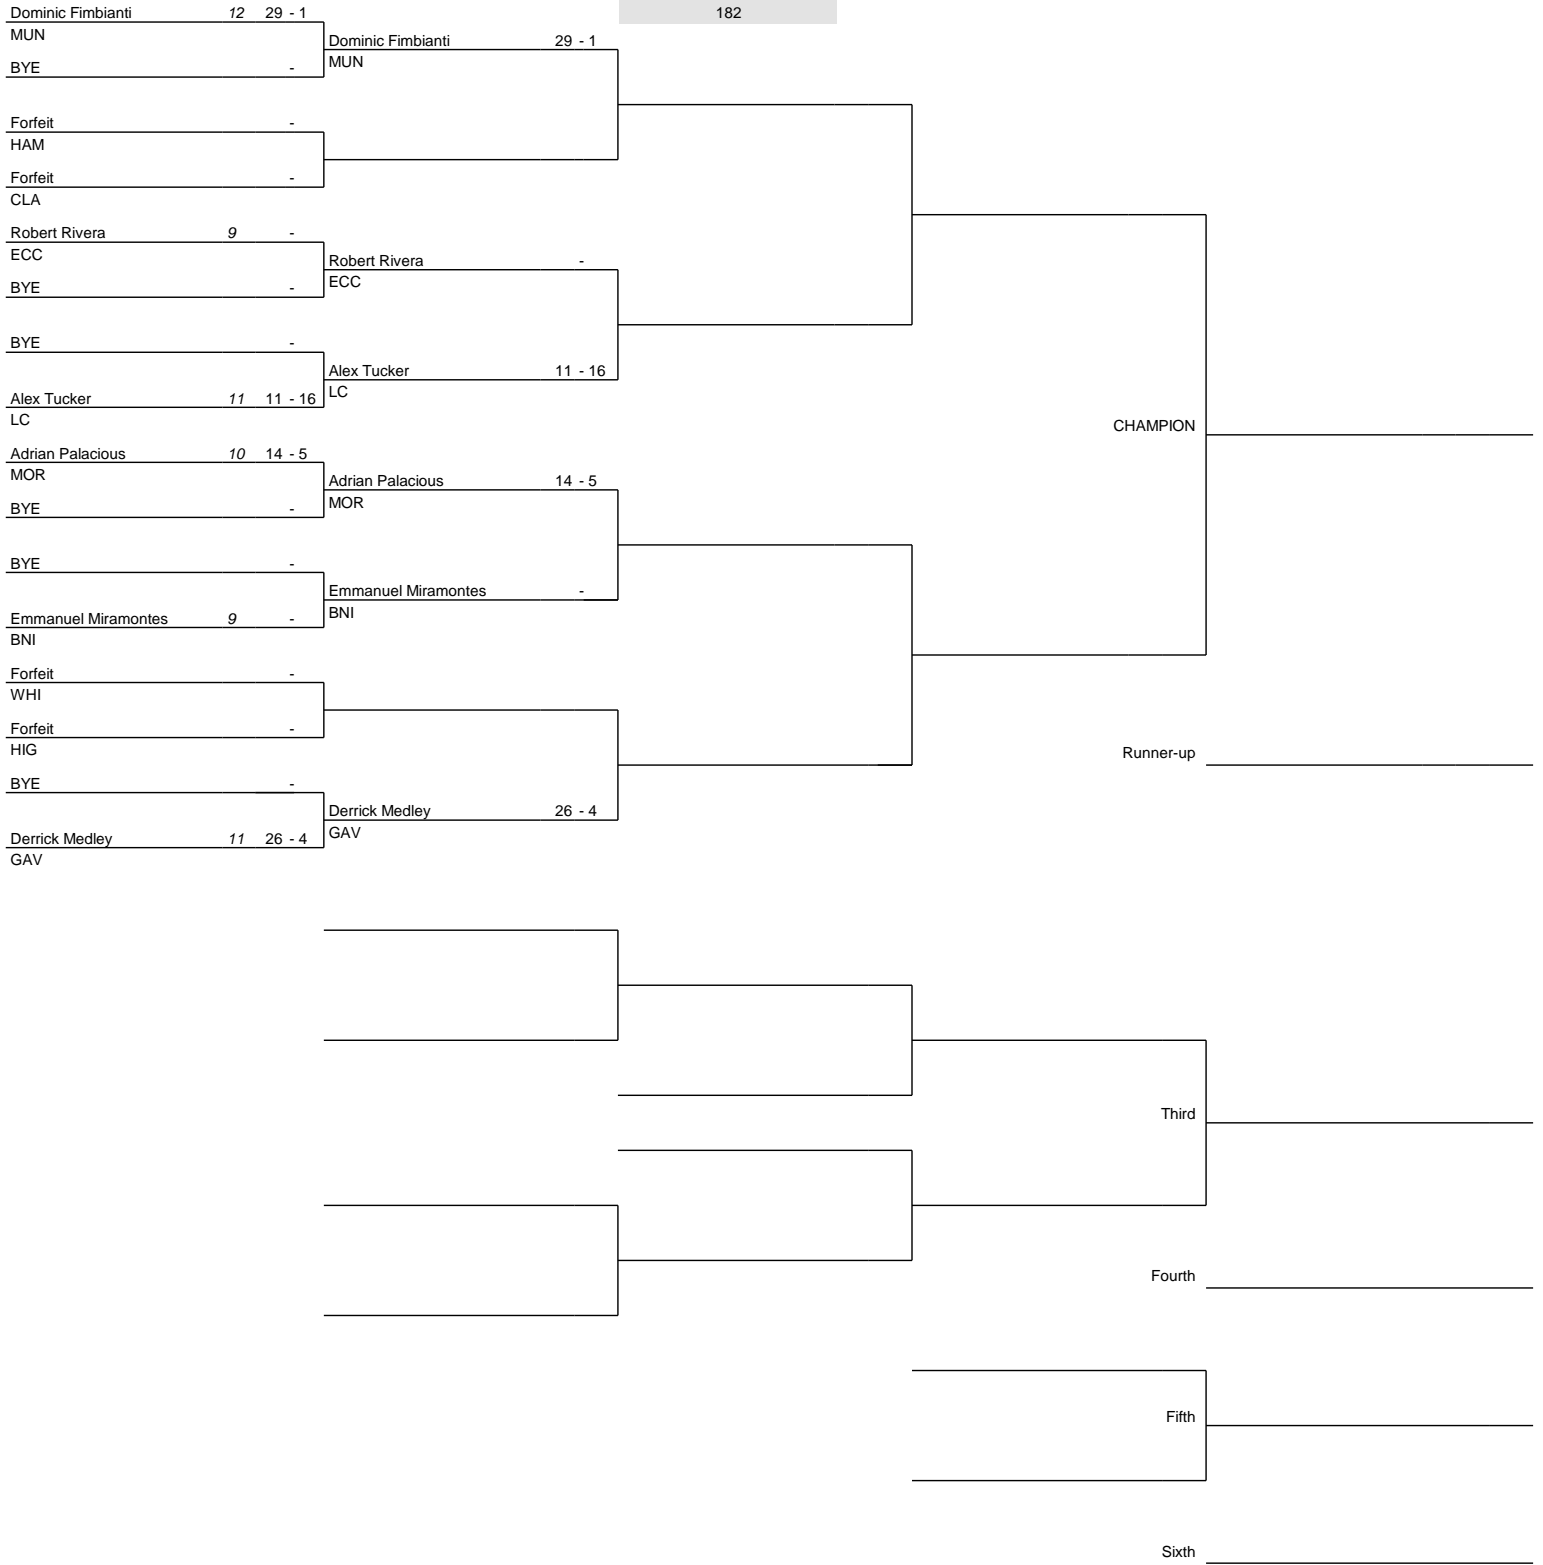 Dominic Fimbianti 12 29 - 1
182
MUN
Dominic Fimbianti 29 - 1
MUN
BYE -
Forfeit -
HAM
Forfeit -
CLA
Robert Rivera 9 -
ECC
Robert Rivera -
ECC
BYE -
BYE -
Alex Tucker 11 - 16
LC
Alex Tucker 11 11 - 16
LC
CHAMPION
Adrian Palacious 10 14 - 5
MOR
Adrian Palacious 14 - 5
MOR
BYE -
BYE -
Emmanuel Miramontes -
BNI
Emmanuel Miramontes 9 -
BNI
Forfeit -
WHI
Forfeit -
HIG
Runner-up
BYE -
Derrick Medley 26 - 4
GAV
Derrick Medley 11 26 - 4
GAV
Third
Fourth
Fifth
Sixth